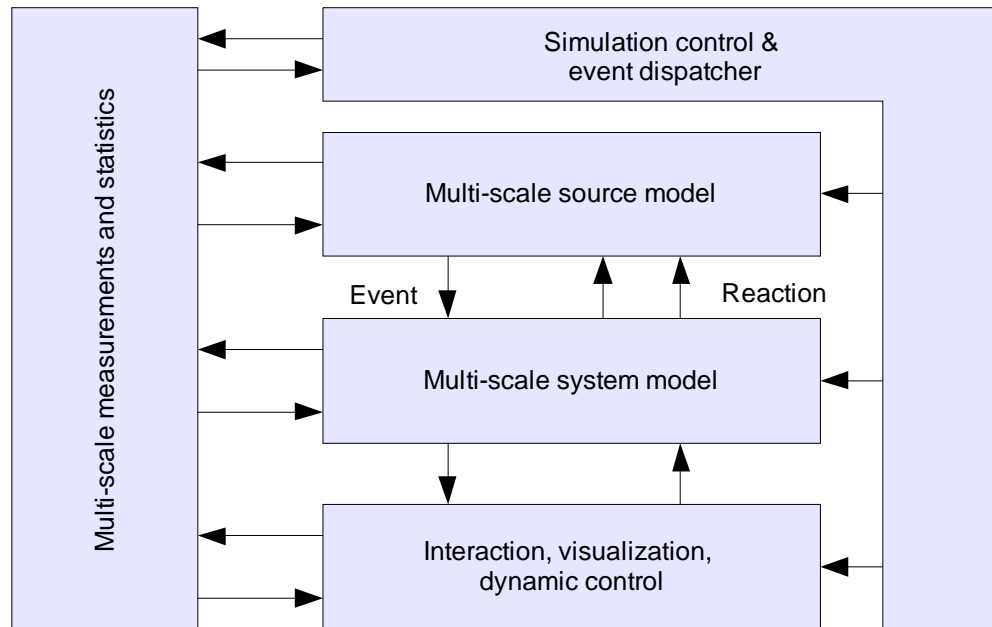 Multi-scale measurements and statistics
Simulation control &
event dispatcher
Multi-scale source model
Event
Reaction
Multi-scale system model
Interaction, visualization,
dynamic control